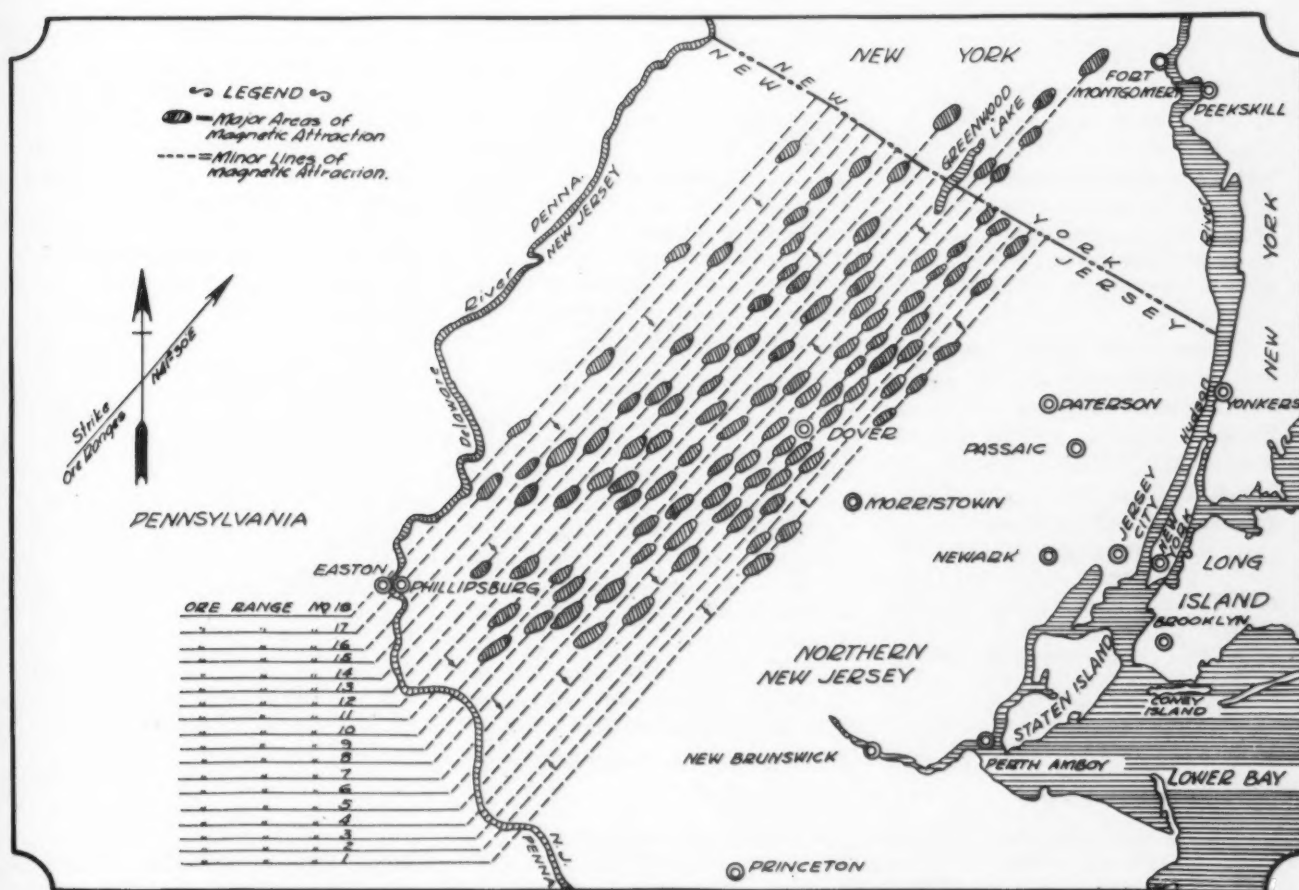 NEW YORK
FORT
MONTGOMERY
PEEKSKILL
LEGEND
Major Areas of
Magnetic Attraction
Minor Lines of
Magnetic Attraction.
NEW YORK
NEW JERSEY
GREENWOOD
LAKE
PENNA.
NEW JERSEY
Delaware River
Hudson River
NEW YORK
Strike
Ore Ranges
PENNSYLVANIA
DOVER
PATERSON
PASSAIC
YONKERS
MORRISTOWN
NEWARK
JERSEY
CITY
NEW
YORK
LONG
ISLAND
BROOKLYN
EASTON
PHILLIPSBURG
ORE RANGE NO 18
" " " 17
" " " 16
" " " 15
" " " 14
" " " 13
" " " 12
" " " 11
" " " 10
" " " 9
" " " 8
" " " 7
" " " 6
" " " 5
" " " 4
" " " 3
" " " 2
" " " 1
NORTHERN
NEW JERSEY
STATEN ISLAND
CONEY
ISLAND
NEW BRUNSWICK
PERTH AMBOY
LOWER BAY
N.J.
PENNA
PRINCETON